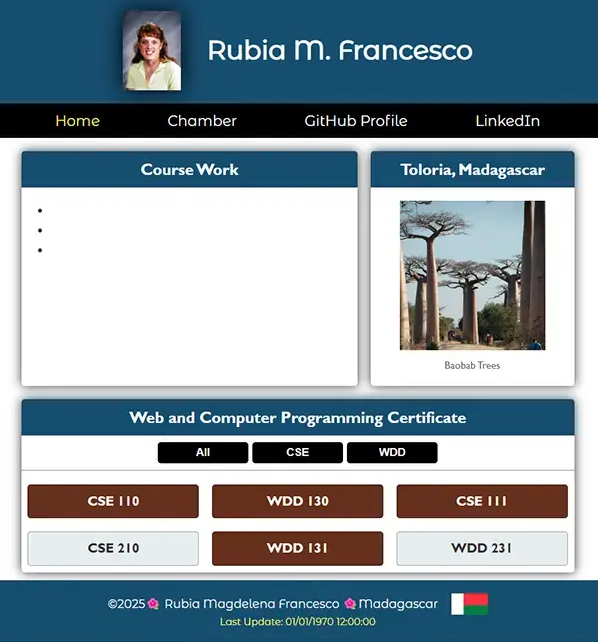 Rubia M. Francesco
Home Chamber GitHub Profile LinkedIn
Course Work
Toloria, Madagascar
Baobab Trees
Web and Computer Programming Certificate
All CSE WDD
CSE 110 WDD 130 CSE 111
CSE 210 WDD 131 WDD 231
©2025🌺 Rubia Magdelena Francesco 🌺Madagascar
Last Update: 01/01/1970 12:00:00